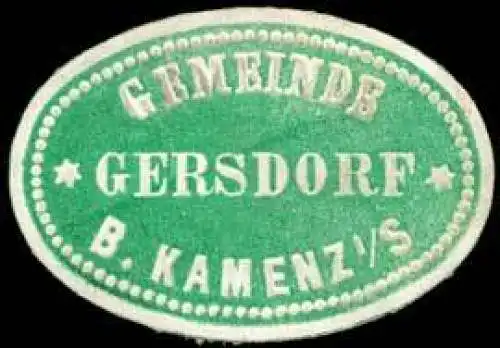 GEMEINDE
GERSDORF
B. KAMENZ I/S